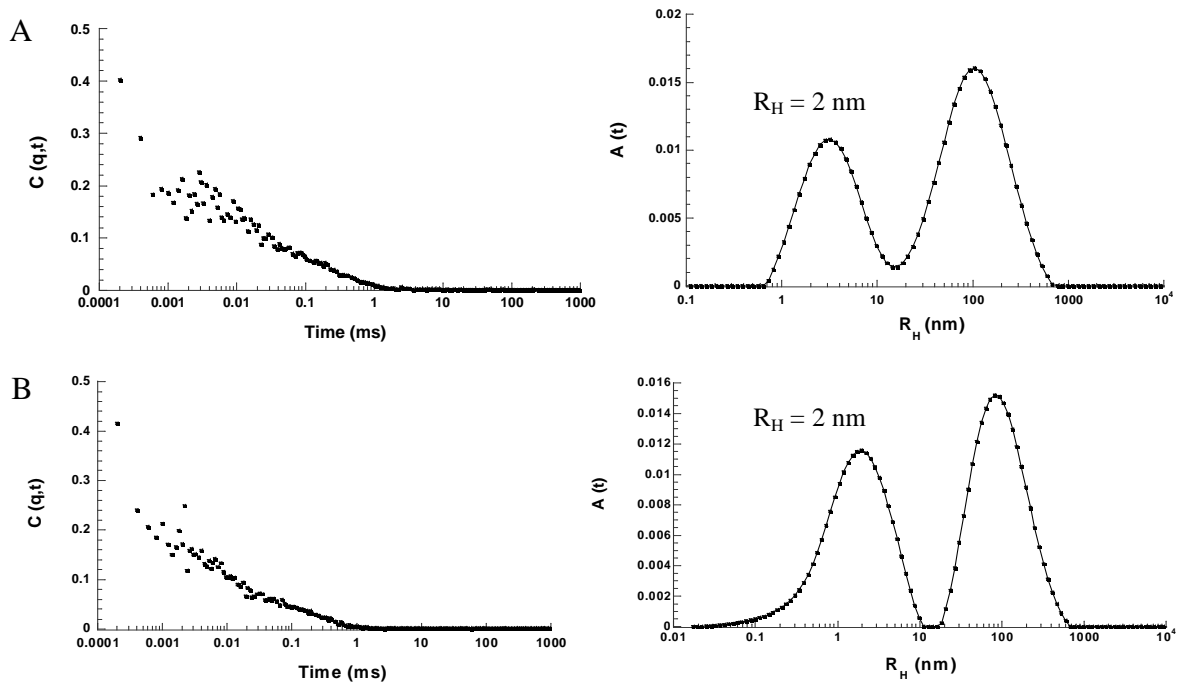 A
C (q,t)
0.5
0.4
0.3
0.2
0.1
0
0.0001 0.001 0.01 0.1 1 10 100 1000
Time (ms)
A (t)
0.02
0.015
0.01
0.005
0
R_H = 2 nm
0.1 1 10 100 1000 10⁴
R_H (nm)
B
C (q,t)
0.5
0.4
0.3
0.2
0.1
0
0.0001 0.001 0.01 0.1 1 10 100 1000
Time (ms)
A (t)
0.016
0.014
0.012
0.01
0.008
0.006
0.004
0.002
0
R_H = 2 nm
0.01 0.1 1 10 100 1000 10⁴
R_H (nm)